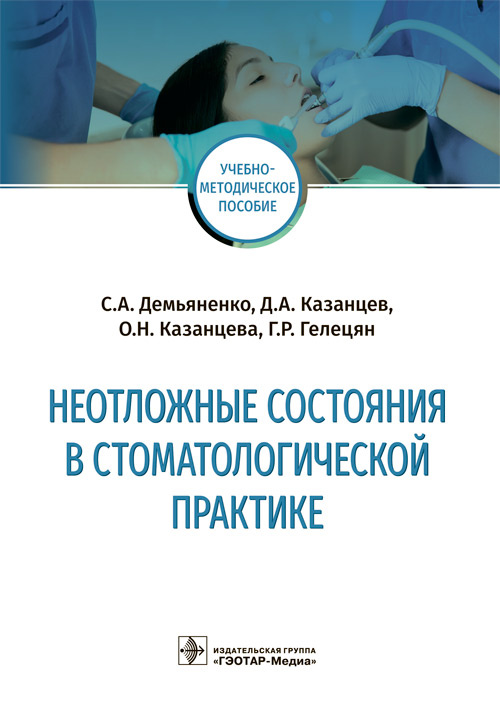 УЧЕБНО-
МЕТОДИЧЕСКОЕ
ПОСОБИЕ
С.А. Демьяненко, Д.А. Казанцев,
О.Н. Казанцева, Г.Р. Гелецян
НЕОТЛОЖНЫЕ СОСТОЯНИЯ
В СТОМАТОЛОГИЧЕСКОЙ
ПРАКТИКЕ
ИЗДАТЕЛЬСКАЯ ГРУППА
«ГЭОТАР-Медиа»